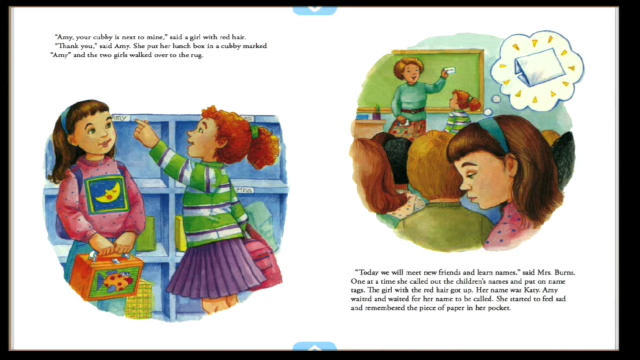 "Amy, your cubby is next to mine," said a girl with red hair.
"Thank you," said Amy. She put her lunch box in a cubby marked
"Amy" and the two girls walked over to the rug.
"Today we will meet new friends and learn names," said Mrs. Burns.
One at a time she called out the children's names and put on name
tags. The girl with the red hair got up. Her name was Katy. Amy
waited and waited for her name to be called. She started to feel sad
and remembered the piece of paper in her pocket.